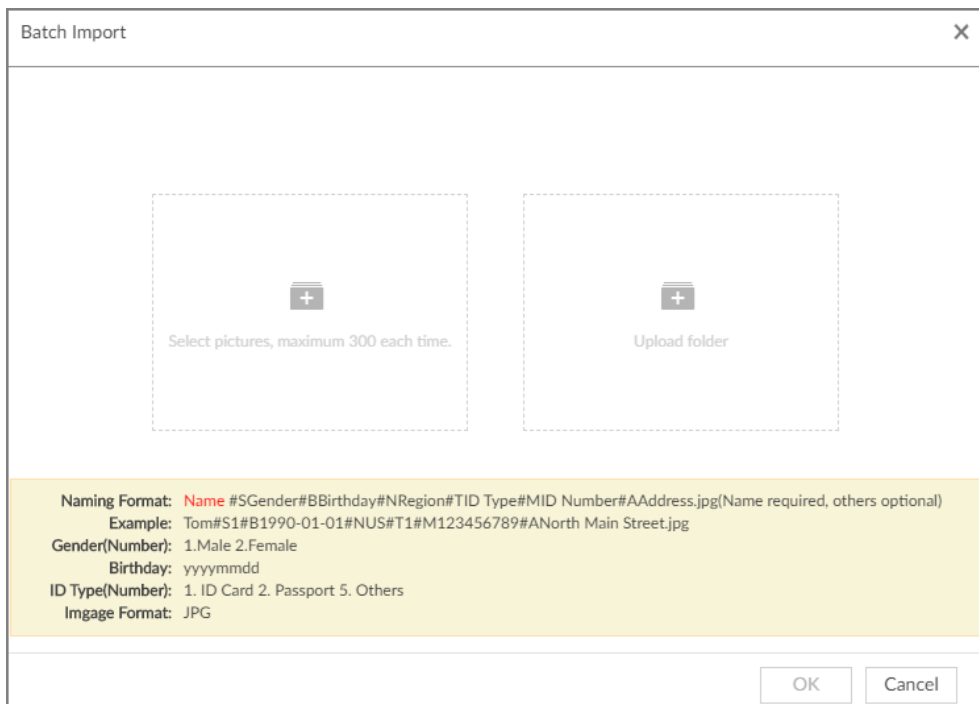 Batch Import
Select pictures, maximum 300 each time.
Upload folder
Naming Format: Name #SGender#BBirthday#NRegion#TID Type#MID Number#AAddress.jpg(Name required, others optional)
Example: Tom#S1#B1990-01-01#NUS#T1#M123456789#ANorth Main Street.jpg
Gender(Number): 1.Male 2.Female
Birthday: yyyymmdd
ID Type(Number): 1. ID Card 2. Passport 5. Others
Imgage Format: JPG
OK
Cancel